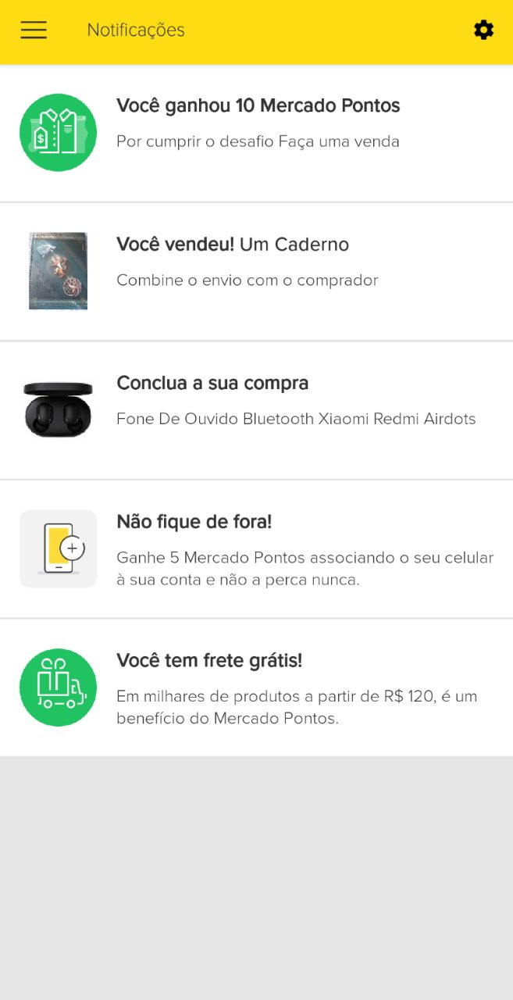 Notificações
Você ganhou 10 Mercado Pontos
Por cumprir o desafio Faça uma venda
Você vendeu! Um Caderno
Combine o envio com o comprador
Conclua a sua compra
Fone De Ouvido Bluetooth Xiaomi Redmi Airdots
Não fique de fora!
Ganhe 5 Mercado Pontos associando o seu celular
à sua conta e não a perca nunca.
Você tem frete grátis!
Em milhares de produtos a partir de R$ 120, é um
benefício do Mercado Pontos.